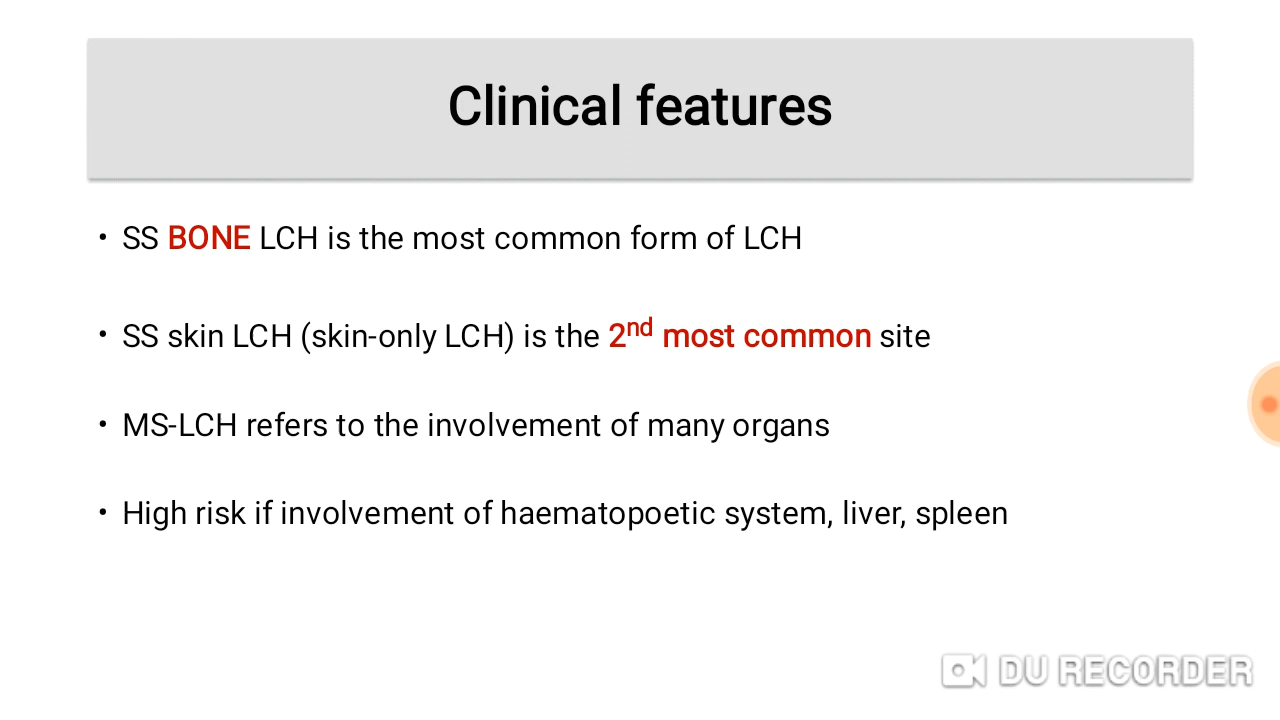 Clinical features
• SS BONE LCH is the most common form of LCH
• SS skin LCH (skin-only LCH) is the 2nd most common site
• MS-LCH refers to the involvement of many organs
• High risk if involvement of haematopoetic system, liver, spleen
DU RECORDER